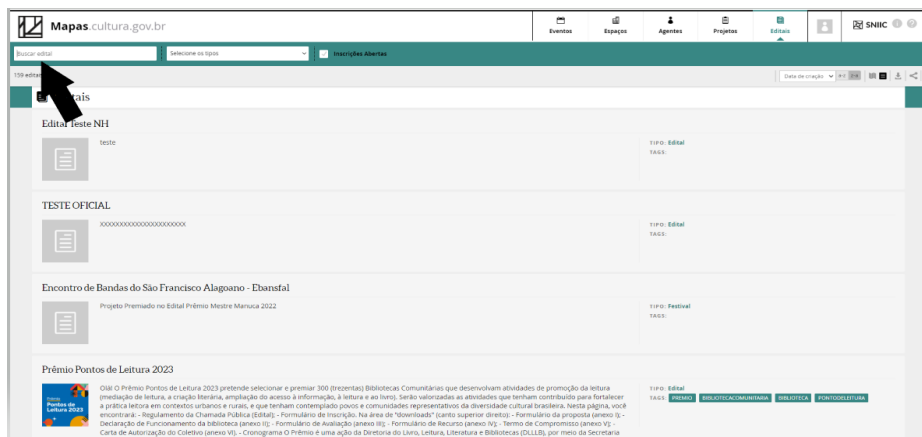 Mapas.cultura.gov.br
Eventos Espaços Agentes Projetos Editais SNIIC
Buscar edital Selecione os tipos Inscrições Abertas
159 Data de criação
Edital Teste NH
teste
TIPO: Edital
TAGS:
TESTE OFICIAL
XXXXXXXXXXXXXXXXXXXXXX
TIPO: Edital
TAGS:
Encontro de Bandas do São Francisco Alagoano - Ebansfal
Projeto Premiado no Edital Prêmio Mestre Manuca 2022
TIPO: Festival
TAGS:
Prêmio Pontos de Leitura 2023
Pontos de
Leitura 2023
Olá! O Prêmio Pontos de Leitura 2023 pretende selecionar e premiar 300 (trezentas) Bibliotecas Comunitárias que desenvolvam atividades de promoção da leitura
(mediação de leitura, a criação literária, ampliação do acesso à informação, à leitura e ao livro). Serão valorizadas as atividades que tenham contribuído para fortalecer
a prática leitora em contextos urbanos e rurais, e que tenham contemplado povos e comunidades representativos da diversidade cultural brasileira. Nesta página, você
encontrará: - Regulamento da Chamada Pública (Edital); - Formulário de Inscrição. Na área de "downloads" (canto superior direito): - Formulário da proposta (anexo I); -
Declaração de Funcionamento da biblioteca (anexo II); - Formulário de Avaliação (anexo III); - Formulário de Recurso (anexo IV); - Termo de Compromisso (anexo V); -
Carta de Autorização do Coletivo (anexo VI). - Cronograma O Prêmio é uma ação da Diretoria do Livro, Leitura, Literatura e Bibliotecas (DLLLB), por meio da Secretaria
TIPO: Edital
TAGS: PREMIO BIBLIOTECACOMUNITARIA BIBLIOTECA PONTODELEITURA